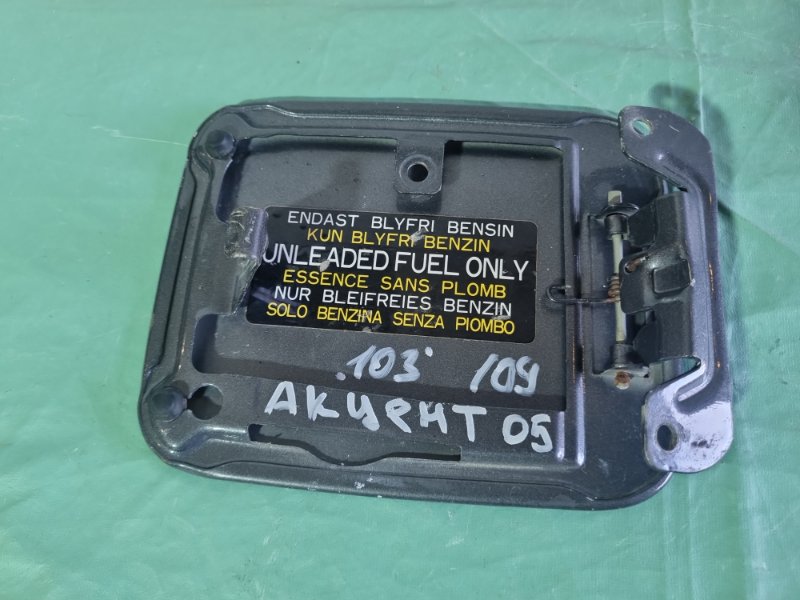 ENDAST BLYFRI BENSIN
KUN BLYFRI BENZIN
UNLEADED FUEL ONLY
ESSENCE SANS PLOMB
NUR BLEIFREIES BENZIN
SOLO BENZINA SENZA PIOMBO
103 109
АКЦЕНТ 05